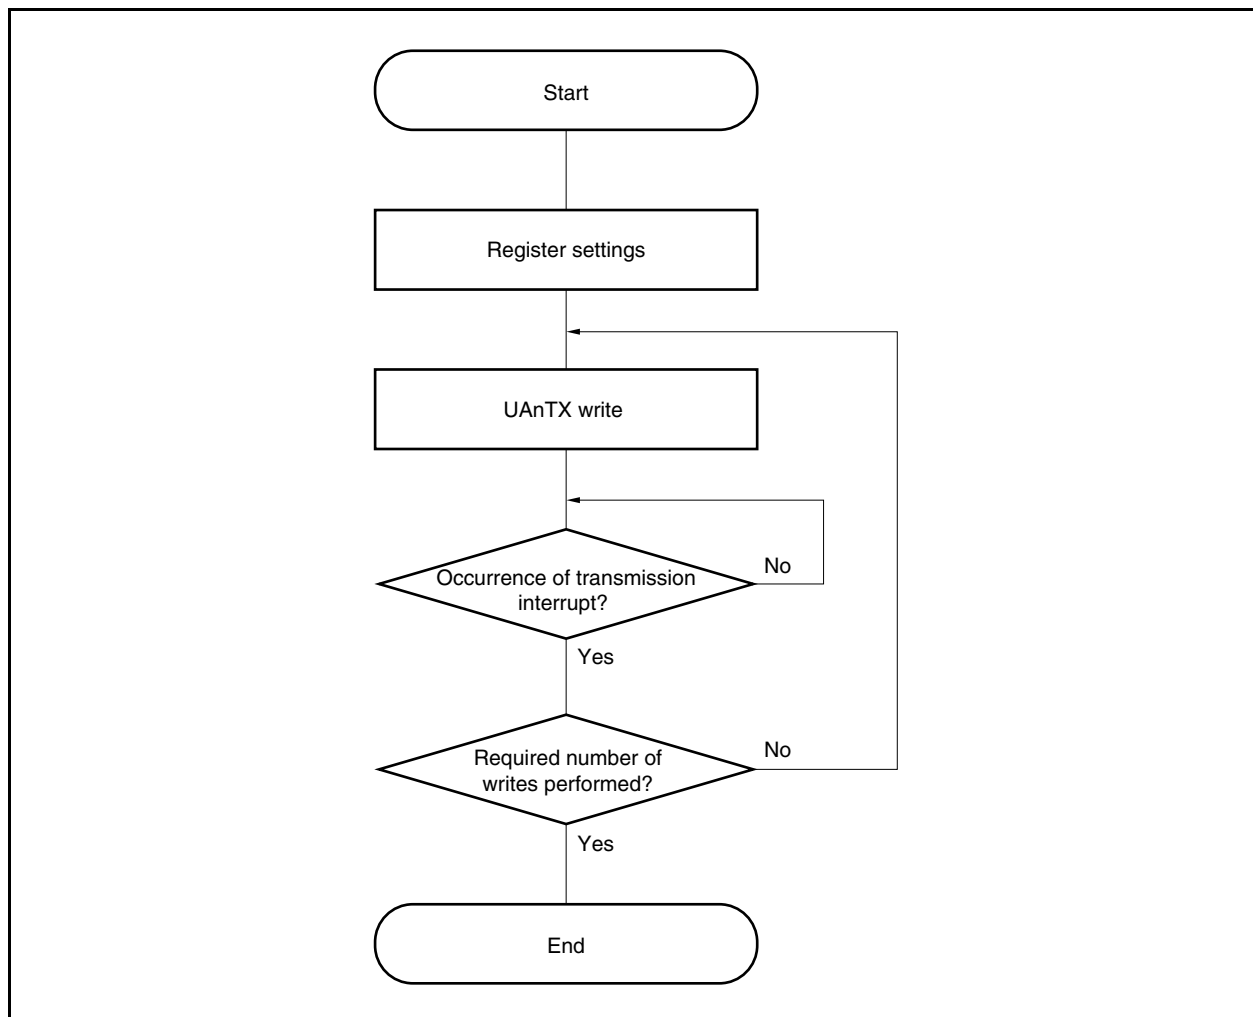 Start
Register settings
UAnTX write
No
Occurrence of transmission
interrupt?
Yes
No
Required number of
writes performed?
Yes
End